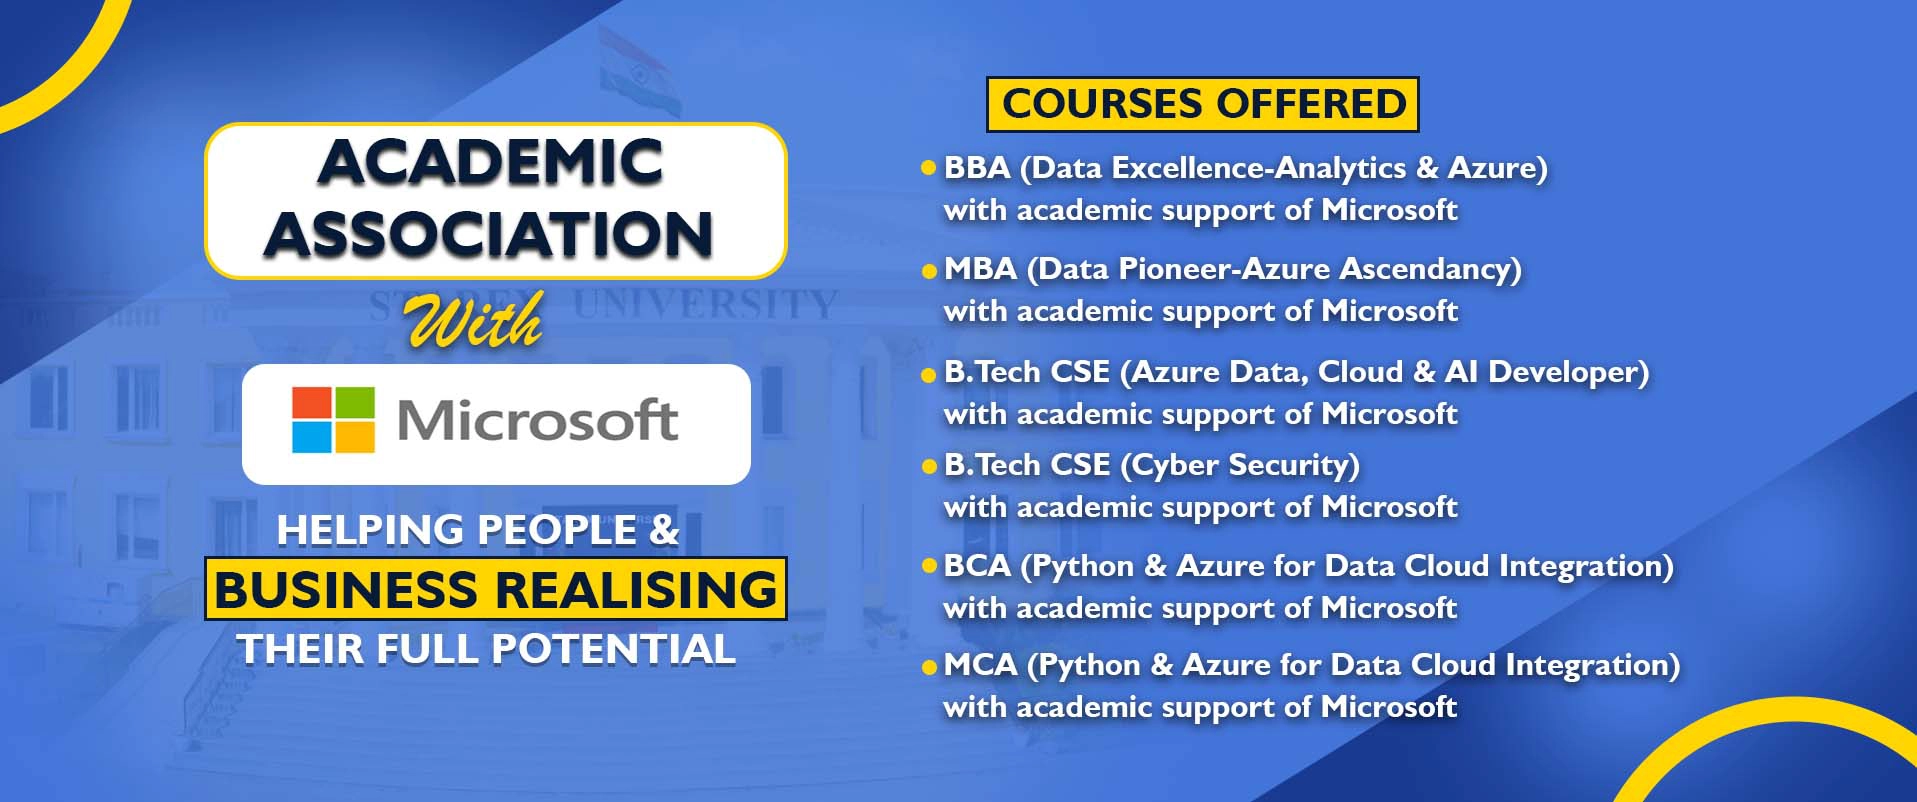 ACADEMIC
ASSOCIATION
With
Microsoft
HELPING PEOPLE &
BUSINESS REALISING
THEIR FULL POTENTIAL
UNIVERSITY
COURSES OFFERED
BBA (Data Excellence-Analytics & Azure)
with academic support of Microsoft
MBA (Data Pioneer-Azure Ascendancy)
with academic support of Microsoft
B.Tech CSE (Azure Data, Cloud & AI Developer)
with academic support of Microsoft
B.Tech CSE (Cyber Security)
with academic support of Microsoft
BCA (Python & Azure for Data Cloud Integration)
with academic support of Microsoft
MCA (Python & Azure for Data Cloud Integration)
with academic support of Microsoft